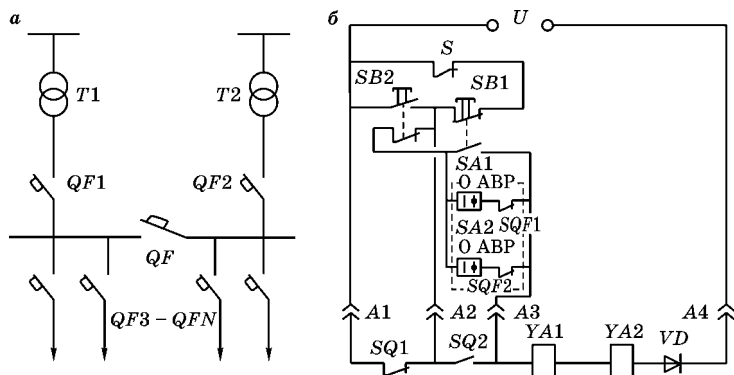 а
T1
T2
QF1
QF2
QF
QF3 – QFN
б
U
S
SB2
SB1
SA1
О АВР
SQF1
SA2
О АВР
SQF2
A1
A2
A3
A4
SQ1
SQ2
YA1
YA2
VD